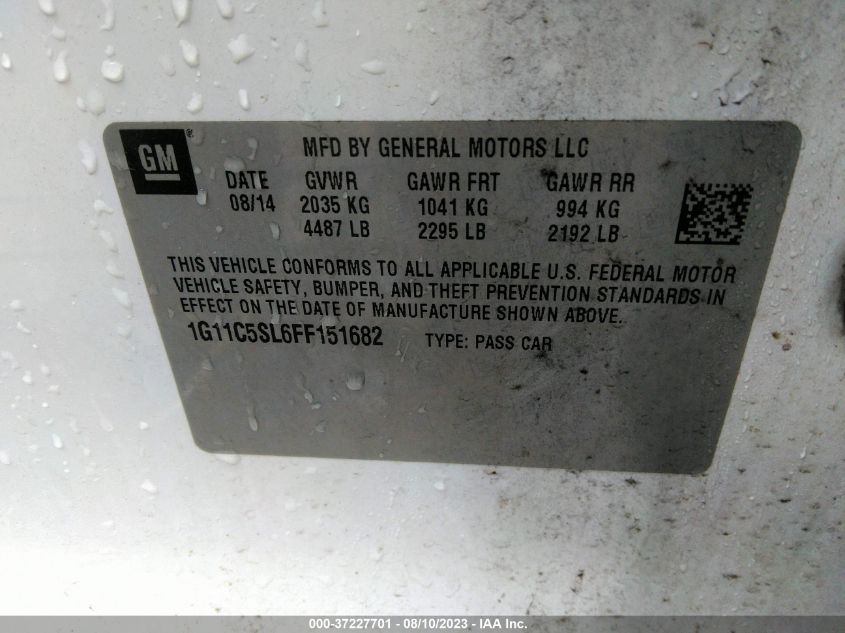 GM
MFD BY GENERAL MOTORS LLC
DATE GVWR GAWR FRT GAWR RR
08/14 2035 KG 1041 KG 994 KG
4487 LB 2295 LB 2192 LB
THIS VEHICLE CONFORMS TO ALL APPLICABLE U.S. FEDERAL MOTOR
VEHICLE SAFETY, BUMPER, AND THEFT PREVENTION STANDARDS IN
EFFECT ON THE DATE OF MANUFACTURE SHOWN ABOVE.
1G11C5SL6FF151682 TYPE: PASS CAR
000-37227701 - 08/10/2023 - IAA Inc.